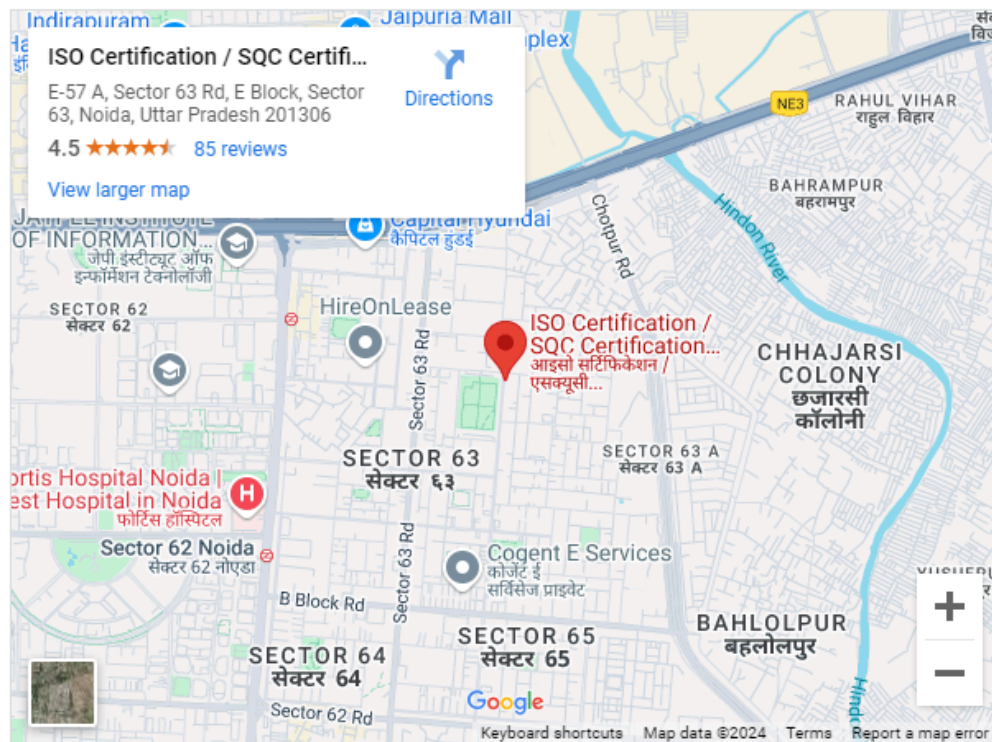 Indirapuram
Jaipuria Mall
ISO Certification / SQC Certifi...
E-57 A, Sector 63 Rd, E Block, Sector
63, Noida, Uttar Pradesh 201306
4.5
85 reviews
View larger map
Directions
NE3
RAHUL VIHAR
राहुल विहार
BAHRAMPUR
बहरामपुर
Hindon River
Chotpur Rd
OF INFORMATION...
जेपी इंस्टीट्यूट ऑफ
इन्फॉर्मेशन टेक्नोलॉजी
Capital Hyundai
कैपिटल हुंडई
SECTOR 62
सेक्टर 62
HireOnLease
Sector 63 Rd
ISO Certification /
SQC Certification...
आइसो सर्टिफिकेशन /
एसक्यूसी...
CHHAJARSI
COLONY
छजारसी
कॉलोनी
SECTOR 63
सेक्टर ६३
SECTOR 63 A
सेक्टर 63 A
ortis Hospital Noida |
est Hospital in Noida
फोर्टिस हॉस्पिटल
H
Sector 62 Noida
सेक्टर 62 नोएडा
Sector 63 Rd
Cogent E Services
कोजेंट ई
सर्विसेज प्राइवेट
B Block Rd
SECTOR 64
सेक्टर 64
SECTOR 65
सेक्टर 65
BAHLOLPUR
बहलोलपुर
+
−
Sector 62 Rd
Google
Keyboard shortcuts Map data ©2024 Terms Report a map error